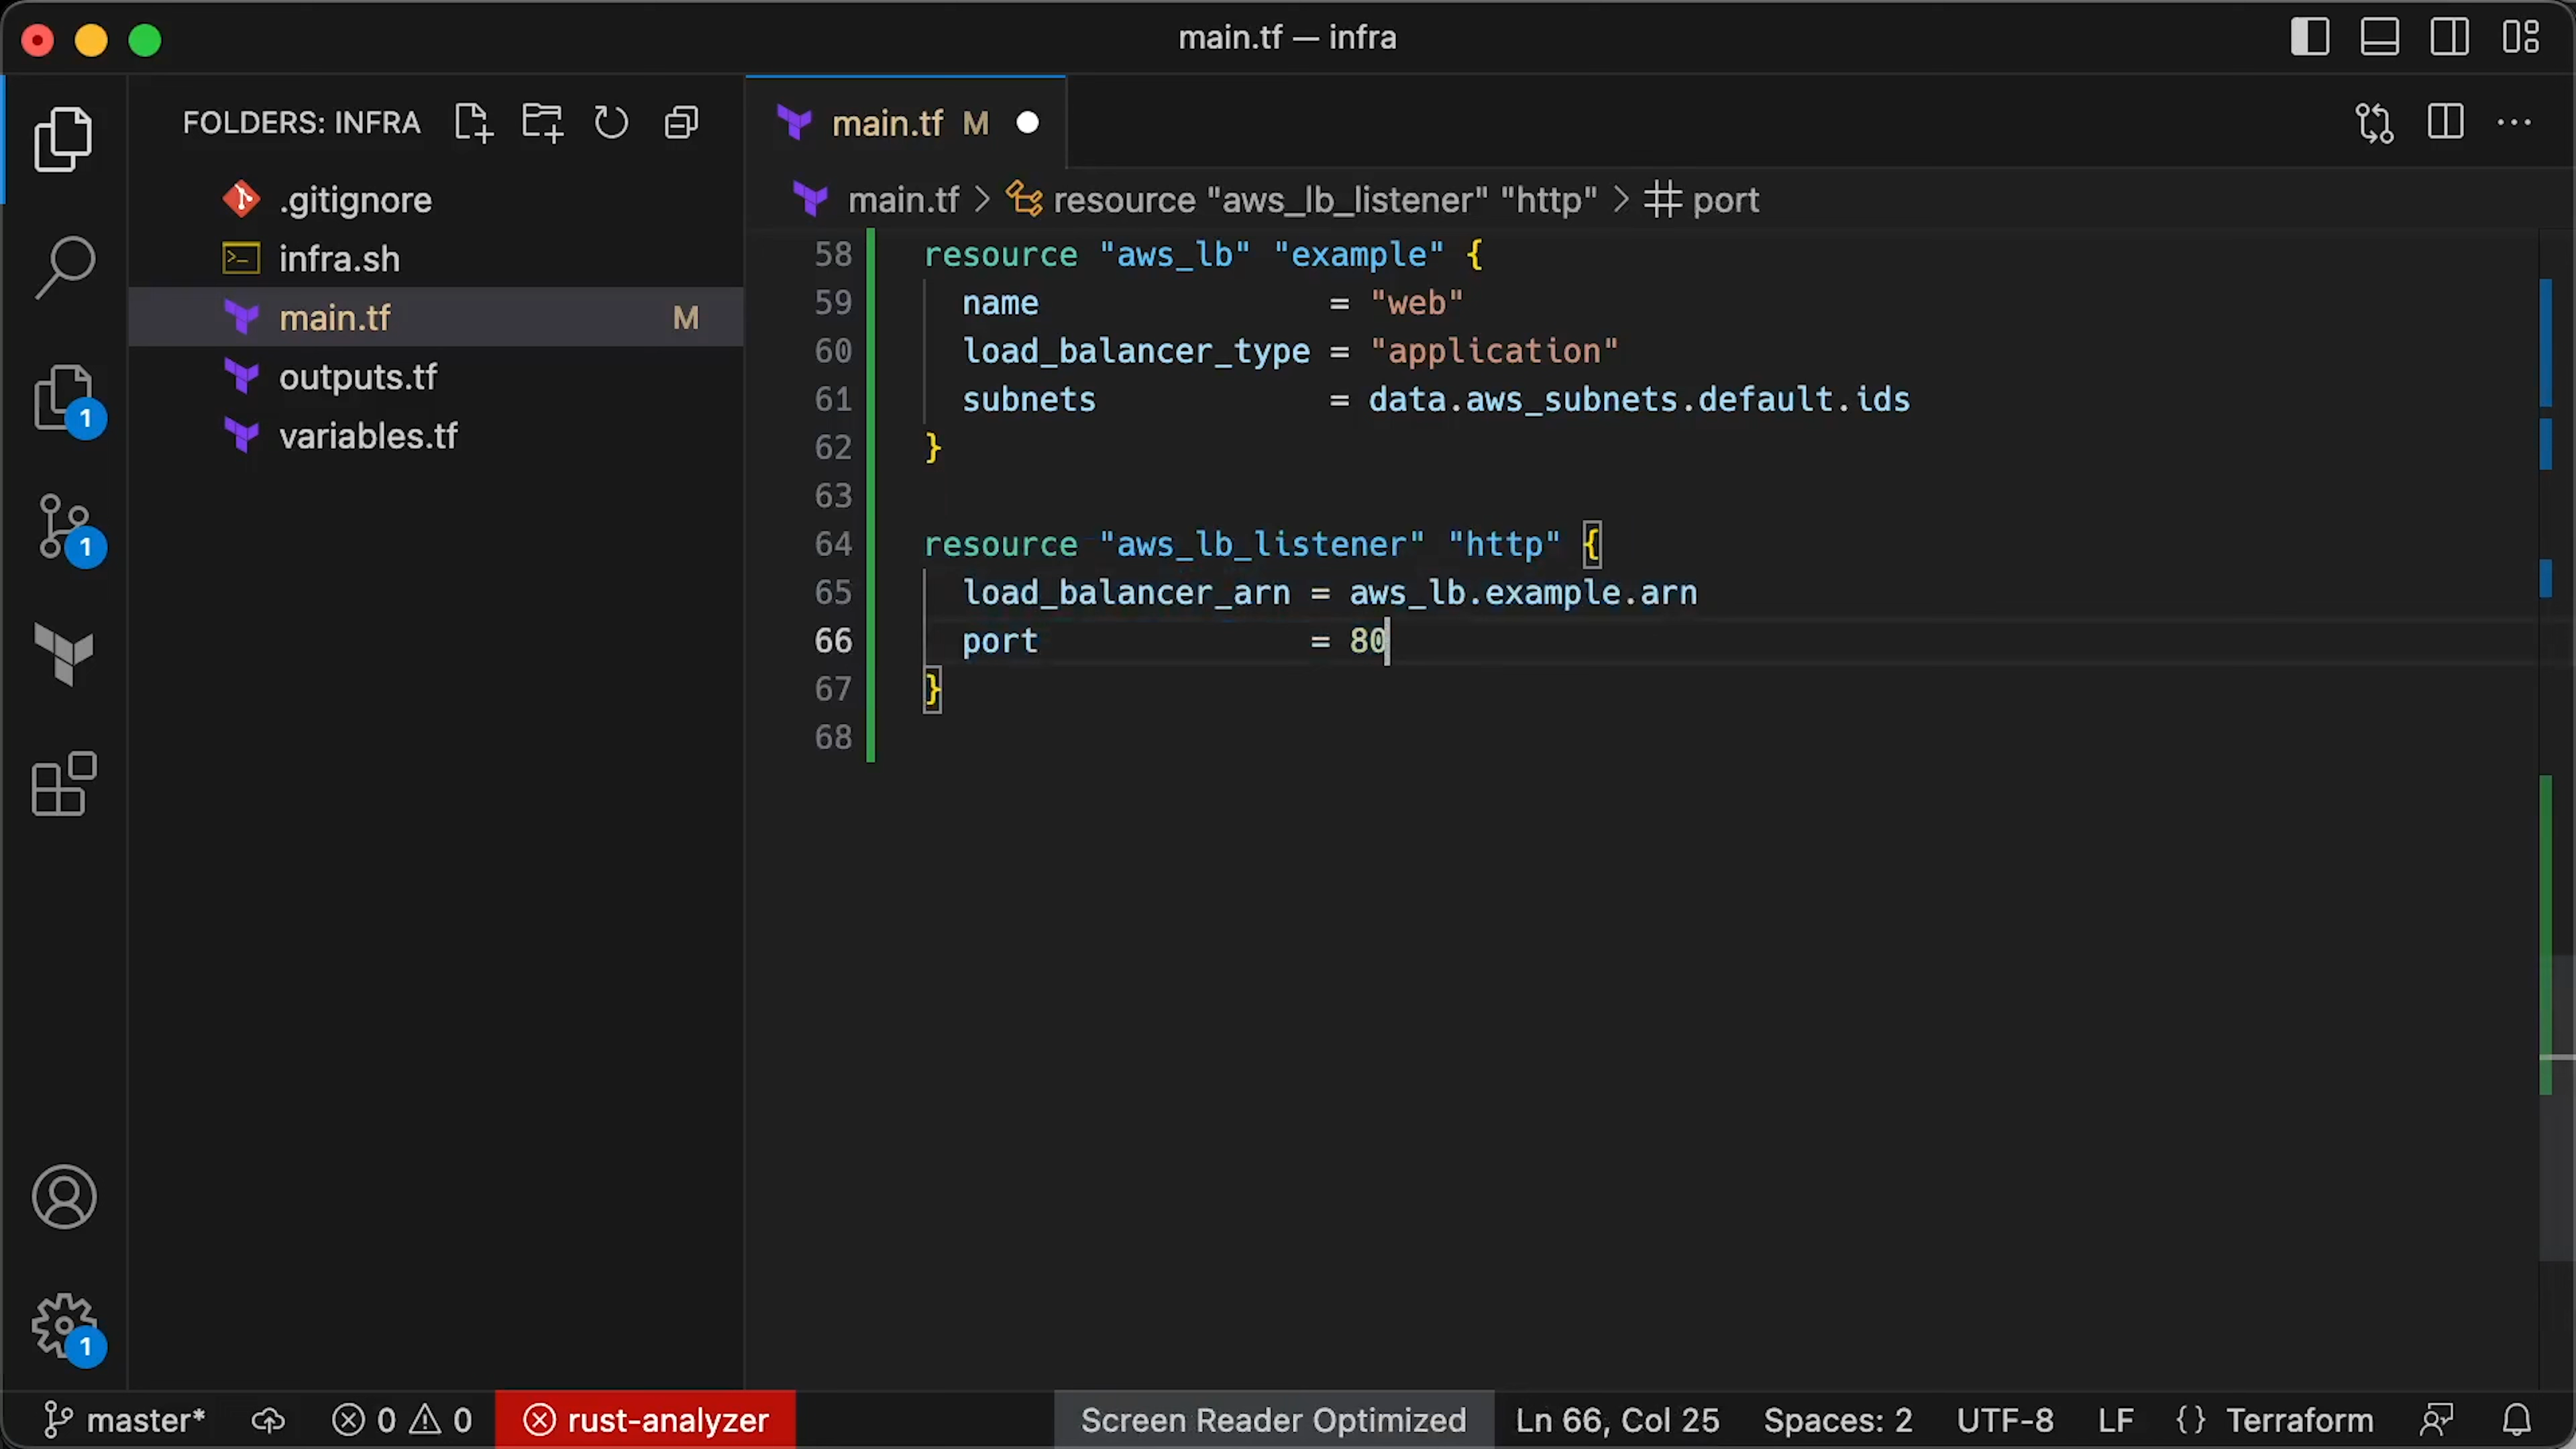 main.tf — infra
FOLDERS: INFRA
.gitignore
infra.sh
main.tf M
outputs.tf
variables.tf
1
1
1
main.tf M
main.tf > resource "aws_lb_listener" "http" > port
58 resource "aws_lb" "example" {
59 name = "web"
60 load_balancer_type = "application"
61 subnets = data.aws_subnets.default.ids
62 }
63
64 resource "aws_lb_listener" "http" {
65 load_balancer_arn = aws_lb.example.arn
66 port = 80
67 }
68
master* 0 0 rust-analyzer Screen Reader Optimized Ln 66, Col 25 Spaces: 2 UTF-8 LF {} Terraform